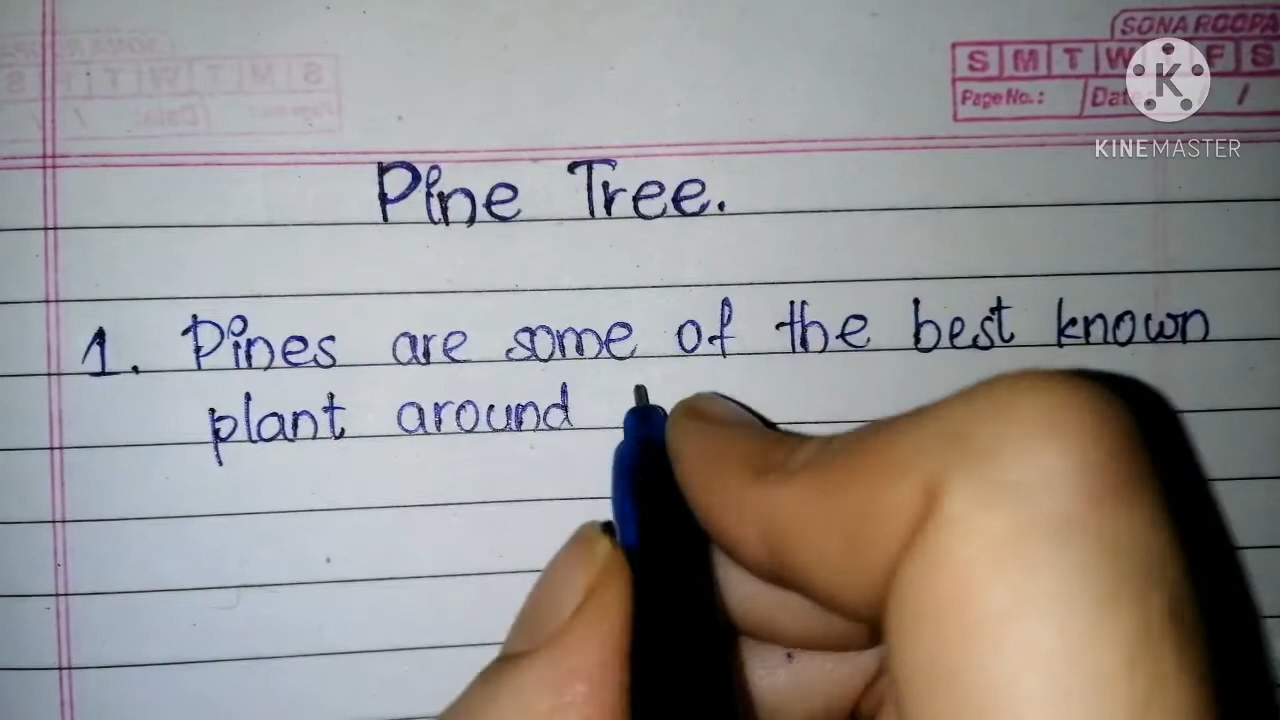 SONA ROOPA
S M T W F S
Page No.: Date: /
K
KINEMASTER
Pine Tree.
1. Pines are some of the best known
plant around